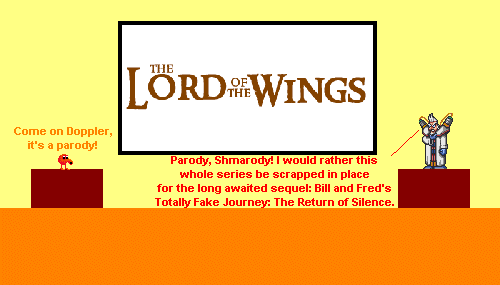 THE
LORD OF THE WINGS
Come on Doppler,
it's a parody!
Parody, Shmarody! I would rather this
whole series be scrapped in place
for the long awaited sequel: Bill and Fred's
Totally Fake Journey: The Return of Silence.